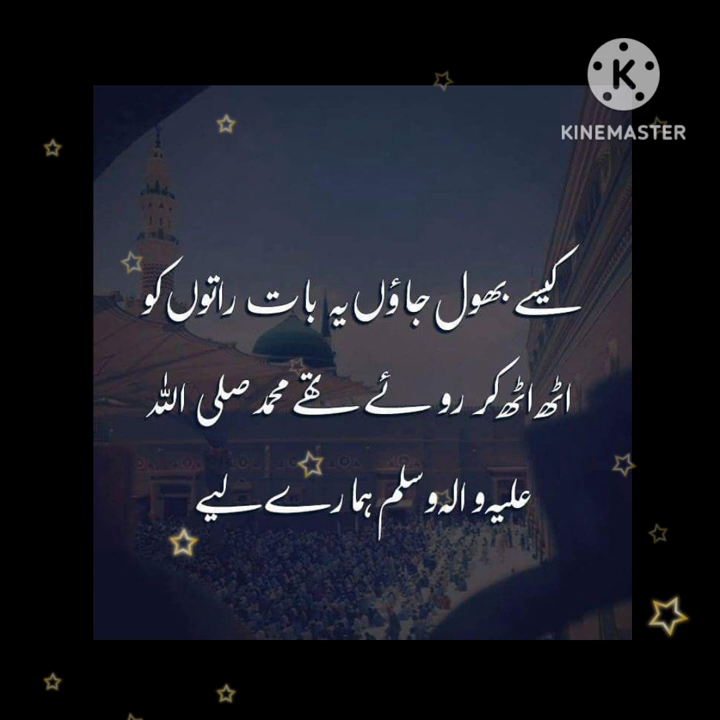 KINEMASTER
کیسے بھول جاؤں یہ بات راتوں کو
اٹھ اٹھ کر روئے تھے محمد صلی اللہ
علیہ و الہ وسلم ہمارے لیے